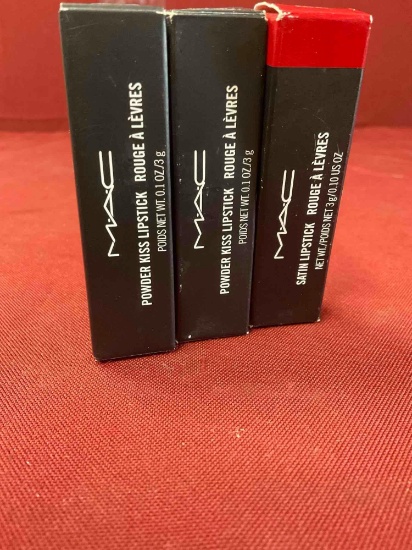 MAC
POWDER KISS LIPSTICK ROUGE À LÈVRES
POIDS NET WT. 0.1 OZ/3 g
MAC
POWDER KISS LIPSTICK ROUGE À LÈVRES
POIDS NET WT. 0.1 OZ/3 g
MAC
SATIN LIPSTICK ROUGE À LÈVRES
NET WT./POIDS NET 3 g/0.10 US OZ